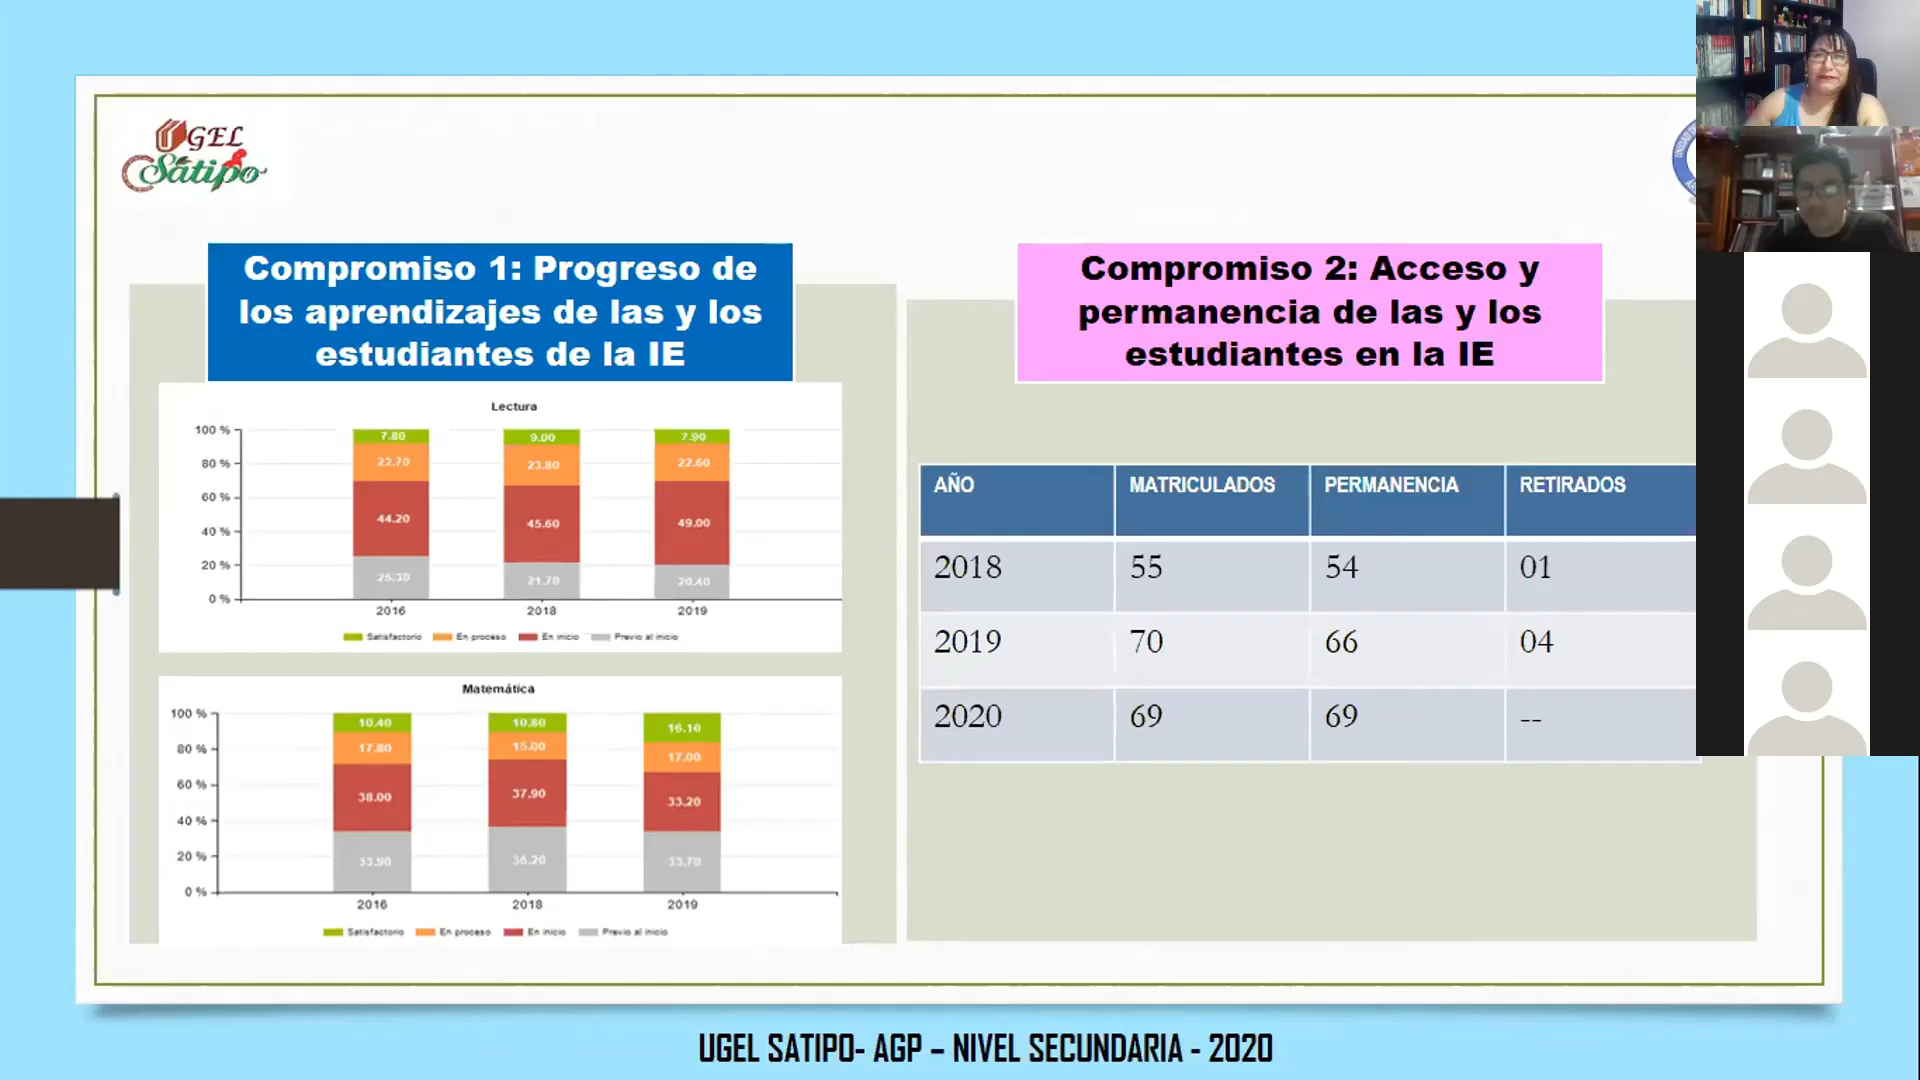 UGEL
Satipo
Compromiso 1: Progreso de
los aprendizajes de las y los
estudiantes de la IE
Lectura
100 %
80 %
60 %
40 %
20 %
0 %
7.80
22.70
44.20
25.30
9.00
23.80
45.60
21.70
7.90
22.60
49.00
20.40
2016
2018
2019
Satisfactorio En proceso En inicio Previo al inicio
Matemática
100 %
80 %
60 %
40 %
20 %
0 %
10.40
17.80
38.00
33.90
10.80
15.00
37.90
36.20
16.10
17.00
33.20
33.70
2016
2018
2019
Satisfactorio En proceso En inicio Previo al inicio
Compromiso 2: Acceso y
permanencia de las y los
estudiantes en la IE
AÑO MATRICULADOS PERMANENCIA RETIRADOS
2018 55 54 01
2019 70 66 04
2020 69 69 --
UGEL SATIPO- AGP – NIVEL SECUNDARIA - 2020